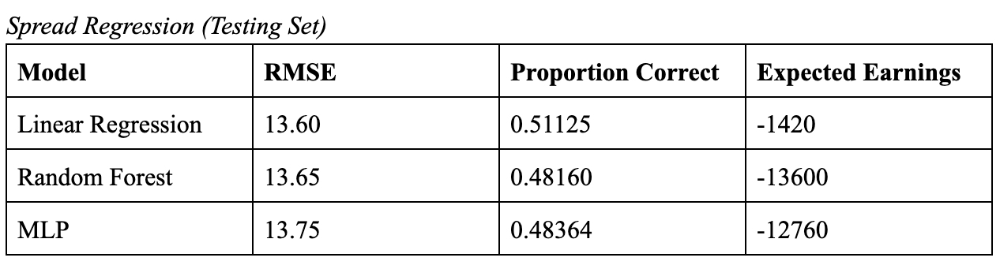 Spread Regression (Testing Set)
Model RMSE Proportion Correct Expected Earnings
Linear Regression 13.60 0.51125 -1420
Random Forest 13.65 0.48160 -13600
MLP 13.75 0.48364 -12760